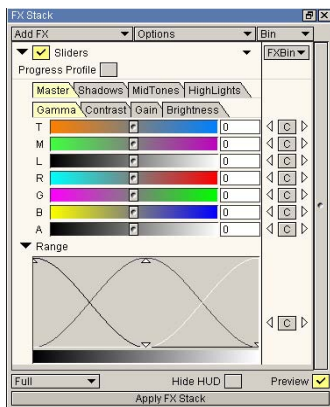 FX Stack
Add FX Options Bin
Sliders FXBin
Progress Profile
Master Shadows MidTones HighLights
Gamma Contrast Gain Brightness
T 0 C
M 0 C
L 0 C
R 0 C
G 0 C
B 0 C
A 0 C
Range
C
Full Hide HUD Preview
Apply FX Stack